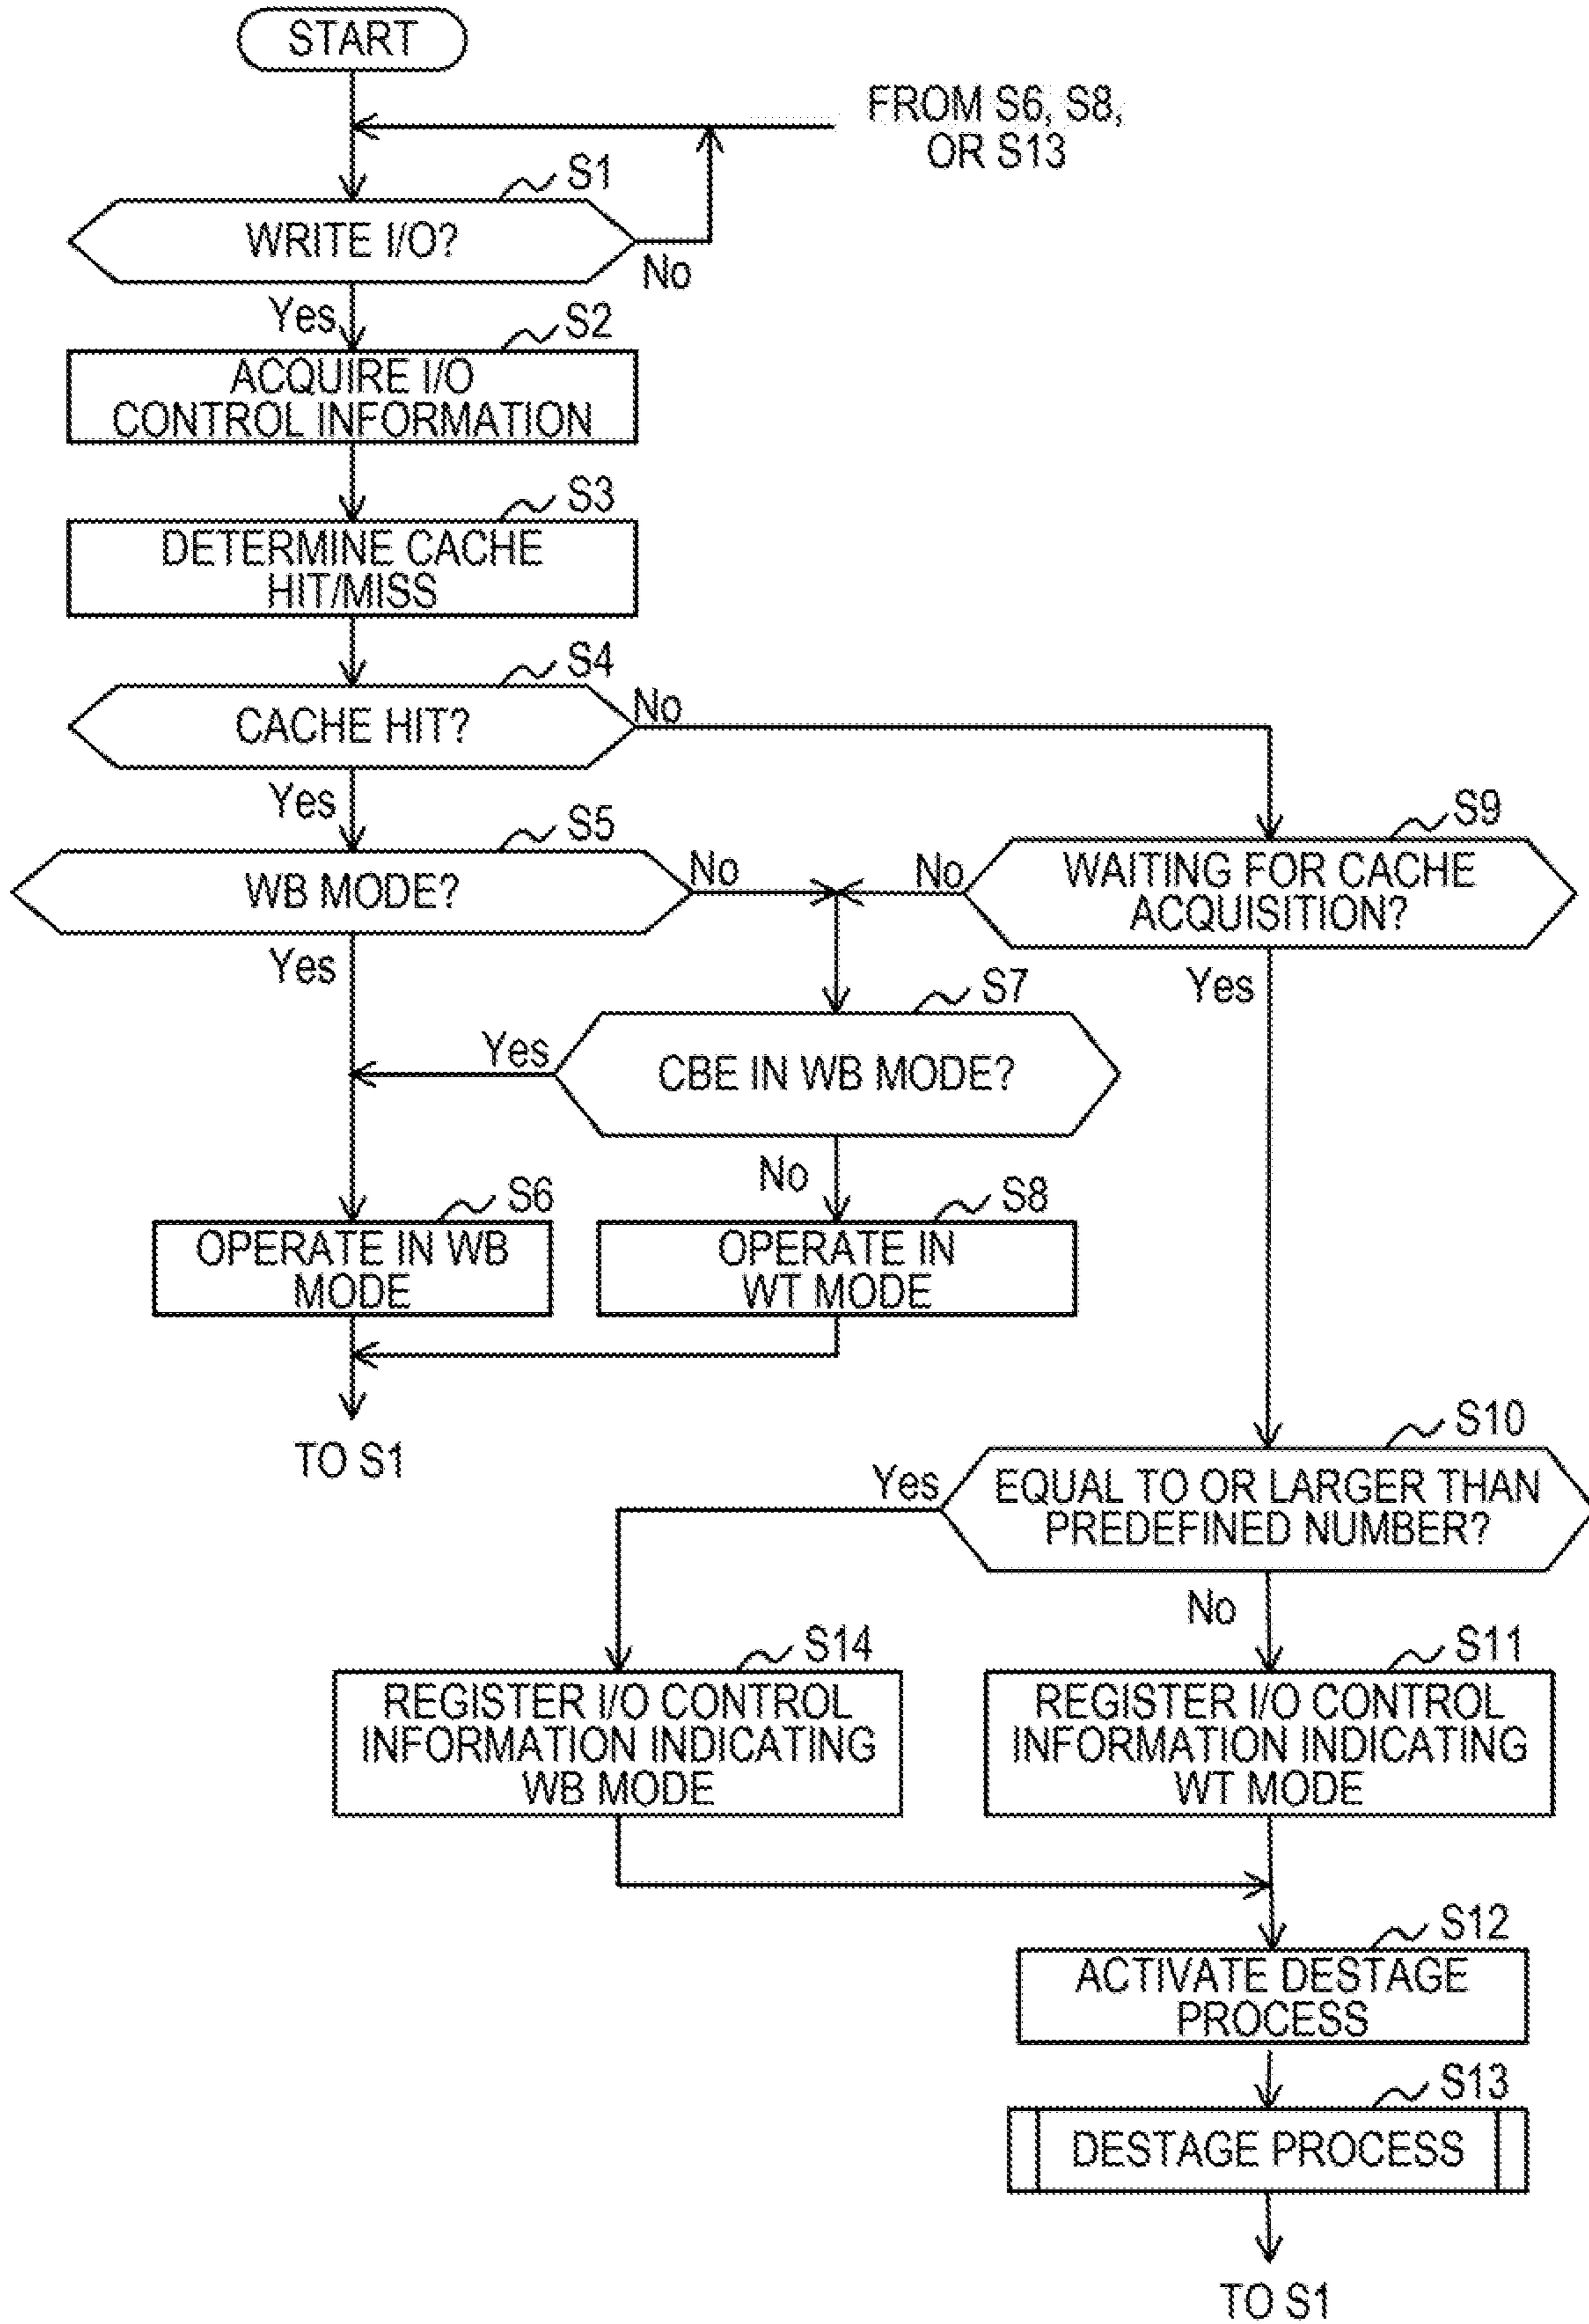 START
FROM S6, S8,
OR S13
S1
WRITE I/O?
No
Yes
S2
ACQUIRE I/O
CONTROL INFORMATION
S3
DETERMINE CACHE
HIT/MISS
S4
CACHE HIT?
No
Yes
S5
WB MODE?
No
Yes
S9
WAITING FOR CACHE
ACQUISITION?
No
Yes
S7
CBE IN WB MODE?
Yes
No
S6
OPERATE IN WB
MODE
S8
OPERATE IN
WT MODE
TO S1
S10
EQUAL TO OR LARGER THAN
PREDEFINED NUMBER?
Yes
No
S14
REGISTER I/O CONTROL
INFORMATION INDICATING
WB MODE
S11
REGISTER I/O CONTROL
INFORMATION INDICATING
WT MODE
S12
ACTIVATE DESTAGE
PROCESS
S13
DESTAGE PROCESS
TO S1